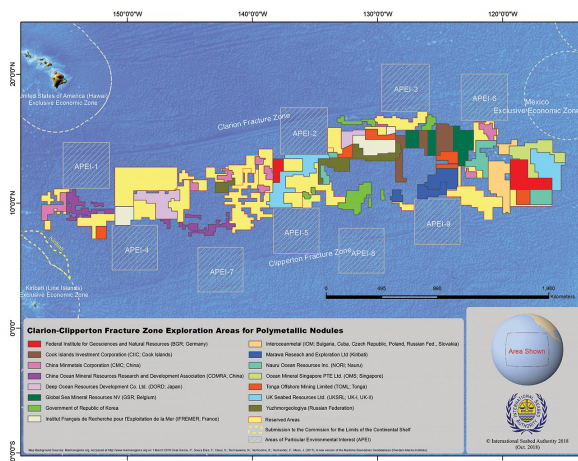 150°0'0"W 140°0'0"W 130°0'0"W 120°0'0"W
20°0'0"N
10°0'0"N
0°0'0"
0°0'0"S
United States of America (Hawaii)
Exclusive Economic Zone
Mexico
Exclusive Economic Zone
Clarion Fracture Zone
APEI-3
APEI-6
APEI-2
APEI-1
APEI-9
APEI-5
APEI-4
APEI-8
APEI-7
Clipperton Fracture Zone
Kiribati
Kiribati (Line Islands)
Exclusive Economic Zone
0 495 990 1,980
Kilometers
Clarion-Clipperton Fracture Zone Exploration Areas for Polymetallic Nodules
Federal Institute for Geosciences and Natural Resources (BGR; Germany)
Cook Islands Investment Corporation (CIIC; Cook Islands)
China Minmetals Corporation (CMC; China)
China Ocean Mineral Resources Research and Development Association (COMRA; China)
Deep Ocean Resources Development Co. Ltd. (DORD; Japan)
Global Sea Mineral Resources NV (GSR; Belgium)
Government of Republic of Korea
Institut Français de Recherche pour l'Exploitation de la Mer (IFREMER; France)
Interoceanmetal (IOM; Bulgaria, Cuba, Czech Republic, Poland, Russian Fed., Slovakia)
Marawa Reseach and Exploration Ltd (Kiribati)
Nauru Ocean Resources Inc. (NORI; Nauru)
Ocean Mineral Singapore PTE Ltd. (OMS; Singapore)
Tonga Offshore Mining Limited (TOML; Tonga)
UK Seabed Resources Ltd. (UKSRL; UK-I; UK-II)
Yuzhmorgeologiya (Russian Federation)
Reserved Areas
Submission to the Commision for the Limits of the Continental Shelf
Areas of Particular Environmental Interest (APEI)
Area Shown
© International Seabed Authority 2018
(Oct. 2018)